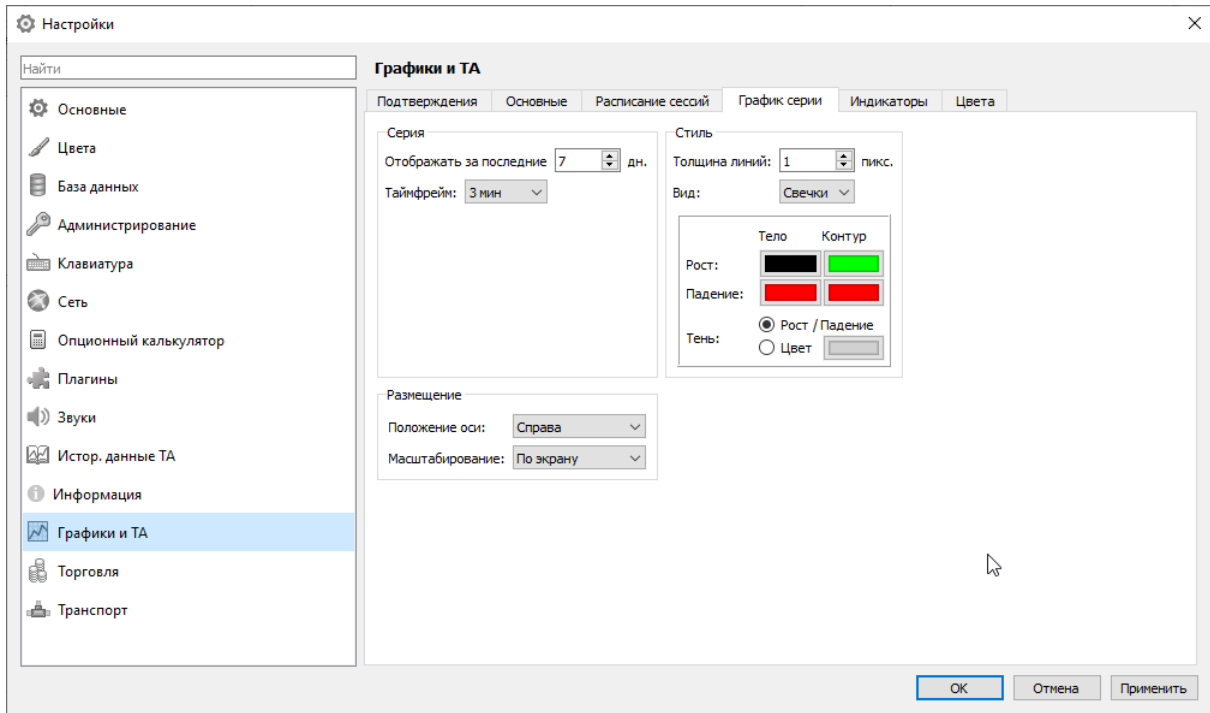 Настройки
Найти
Основные
Цвета
База данных
Администрирование
Клавиатура
Сеть
Опционный калькулятор
Плагины
Звуки
Истор. данные ТА
Информация
Графики и ТА
Торговля
Транспорт
Графики и ТА
Подтверждения Основные Расписание сессий График серии Индикаторы Цвета
Серия
Отображать за последние 7 дн.
Таймфрейм: 3 мин
Стиль
Толщина линий: 1 пикс.
Вид: Свечки
Тело Контур
Рост:
Падение:
Тень: Рост / Падение
Цвет
Размещение
Положение оси: Справа
Масштабирование: По экрану
OK Отмена Применить